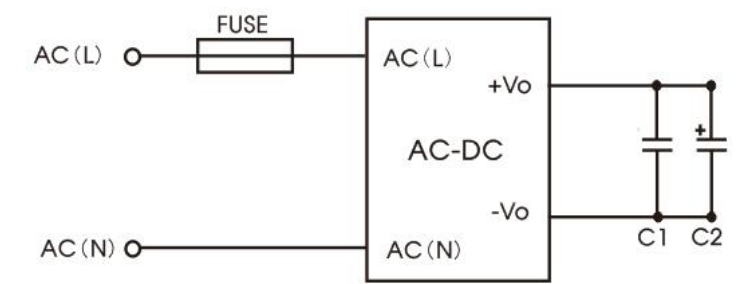 FUSE
AC(L)
AC(L)
+Vo
+
AC-DC
-Vo
C1 C2
AC(N)
AC(N)